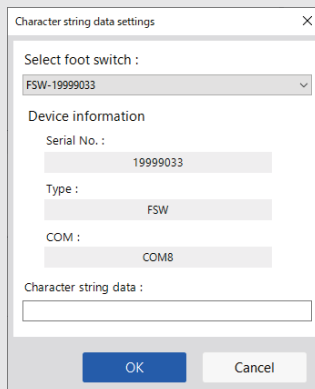 Character string data settings
Select foot switch :
FSW-19999033
Device information
Serial No. :
19999033
Type :
FSW
COM :
COM8
Character string data :
OK
Cancel